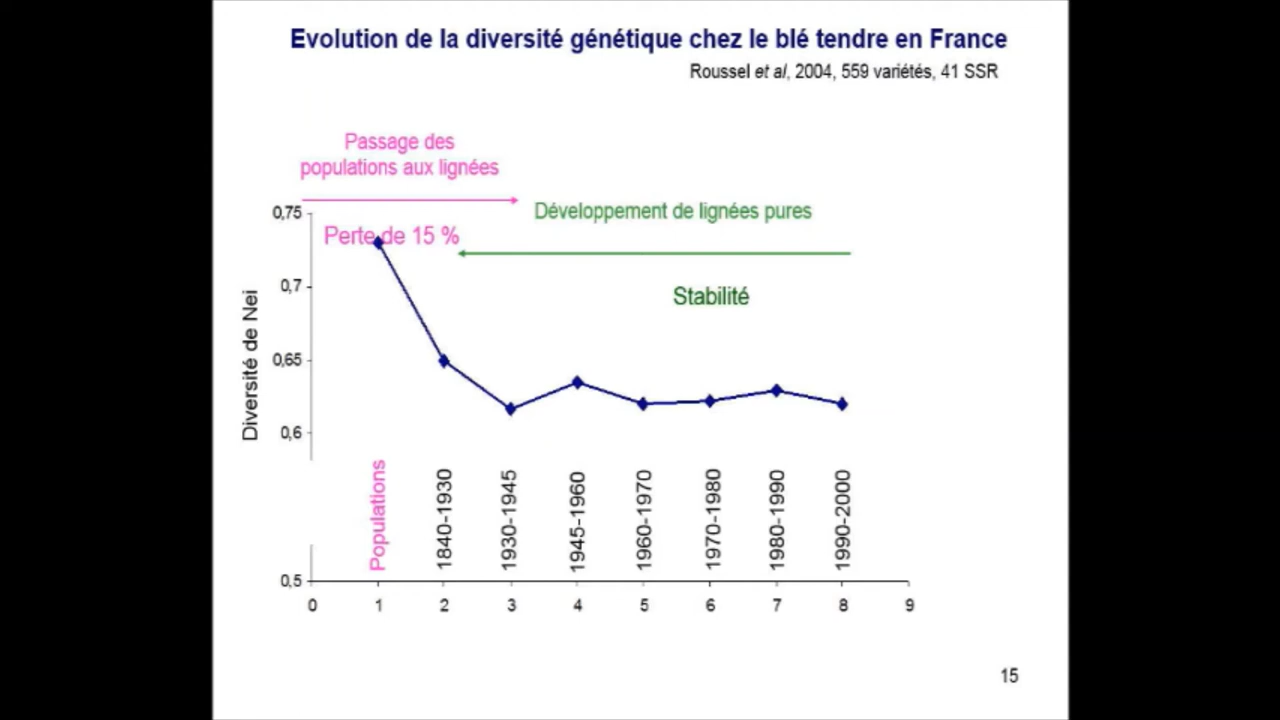 Evolution de la diversité génétique chez le blé tendre en France
Roussel et al, 2004, 559 variétés, 41 SSR
Passage des
populations aux lignées
Développement de lignées pures
Perte de 15 %
Stabilité
Diversité de Nei
0,75
0,7
0,65
0,6
0,5
Populations
1840-1930
1930-1945
1945-1960
1960-1970
1970-1980
1980-1990
1990-2000
0 1 2 3 4 5 6 7 8 9
15